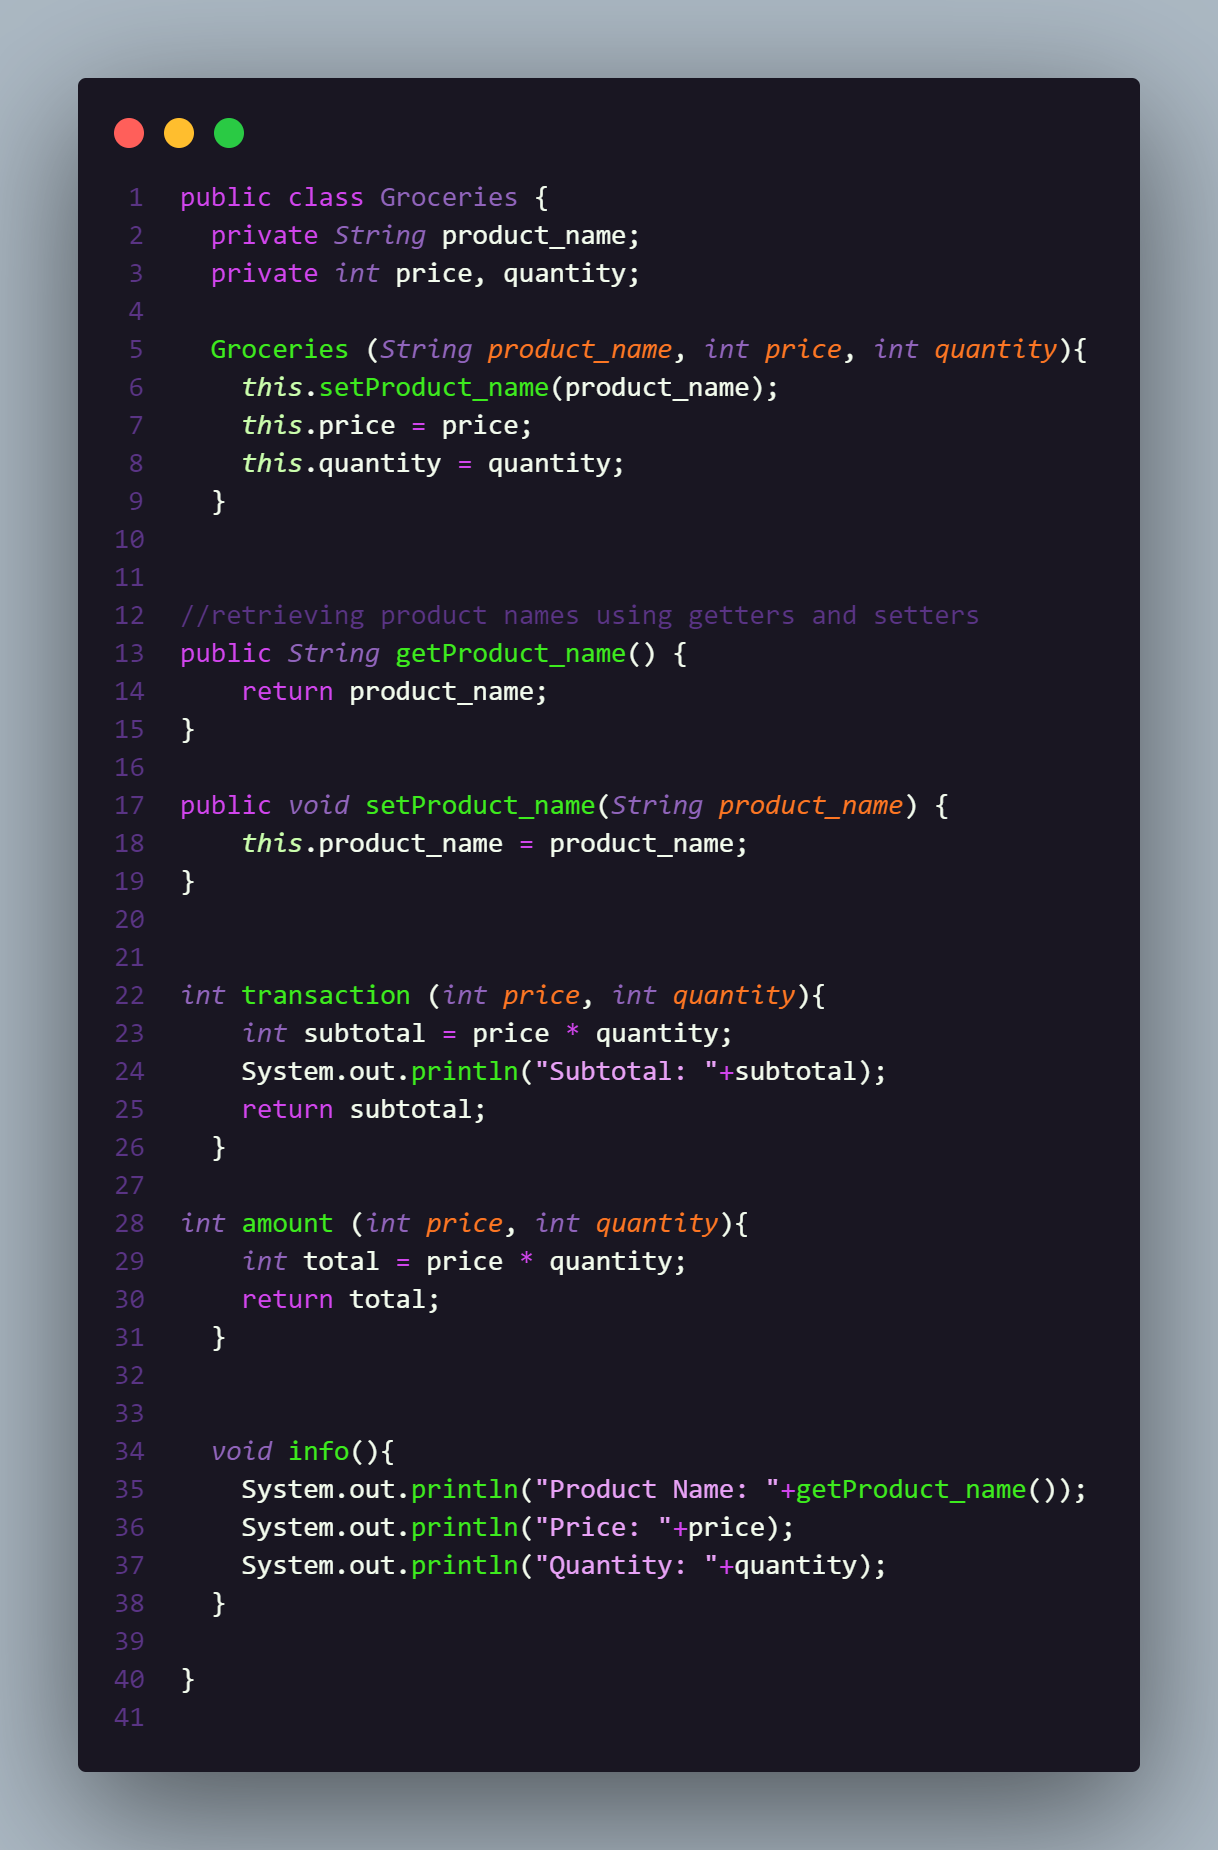 1 public class Groceries {
2 private String product_name;
3 private int price, quantity;
4
5 Groceries (String product_name, int price, int quantity){
6 this.setProduct_name(product_name);
7 this.price = price;
8 this.quantity = quantity;
9 }
10
11
12 //retrieving product names using getters and setters
13 public String getProduct_name() {
14 return product_name;
15 }
16
17 public void setProduct_name(String product_name) {
18 this.product_name = product_name;
19 }
20
21
22 int transaction (int price, int quantity){
23 int subtotal = price * quantity;
24 System.out.println("Subtotal: "+subtotal);
25 return subtotal;
26 }
27
28 int amount (int price, int quantity){
29 int total = price * quantity;
30 return total;
31 }
32
33
34 void info(){
35 System.out.println("Product Name: "+getProduct_name());
36 System.out.println("Price: "+price);
37 System.out.println("Quantity: "+quantity);
38 }
39
40 }
41